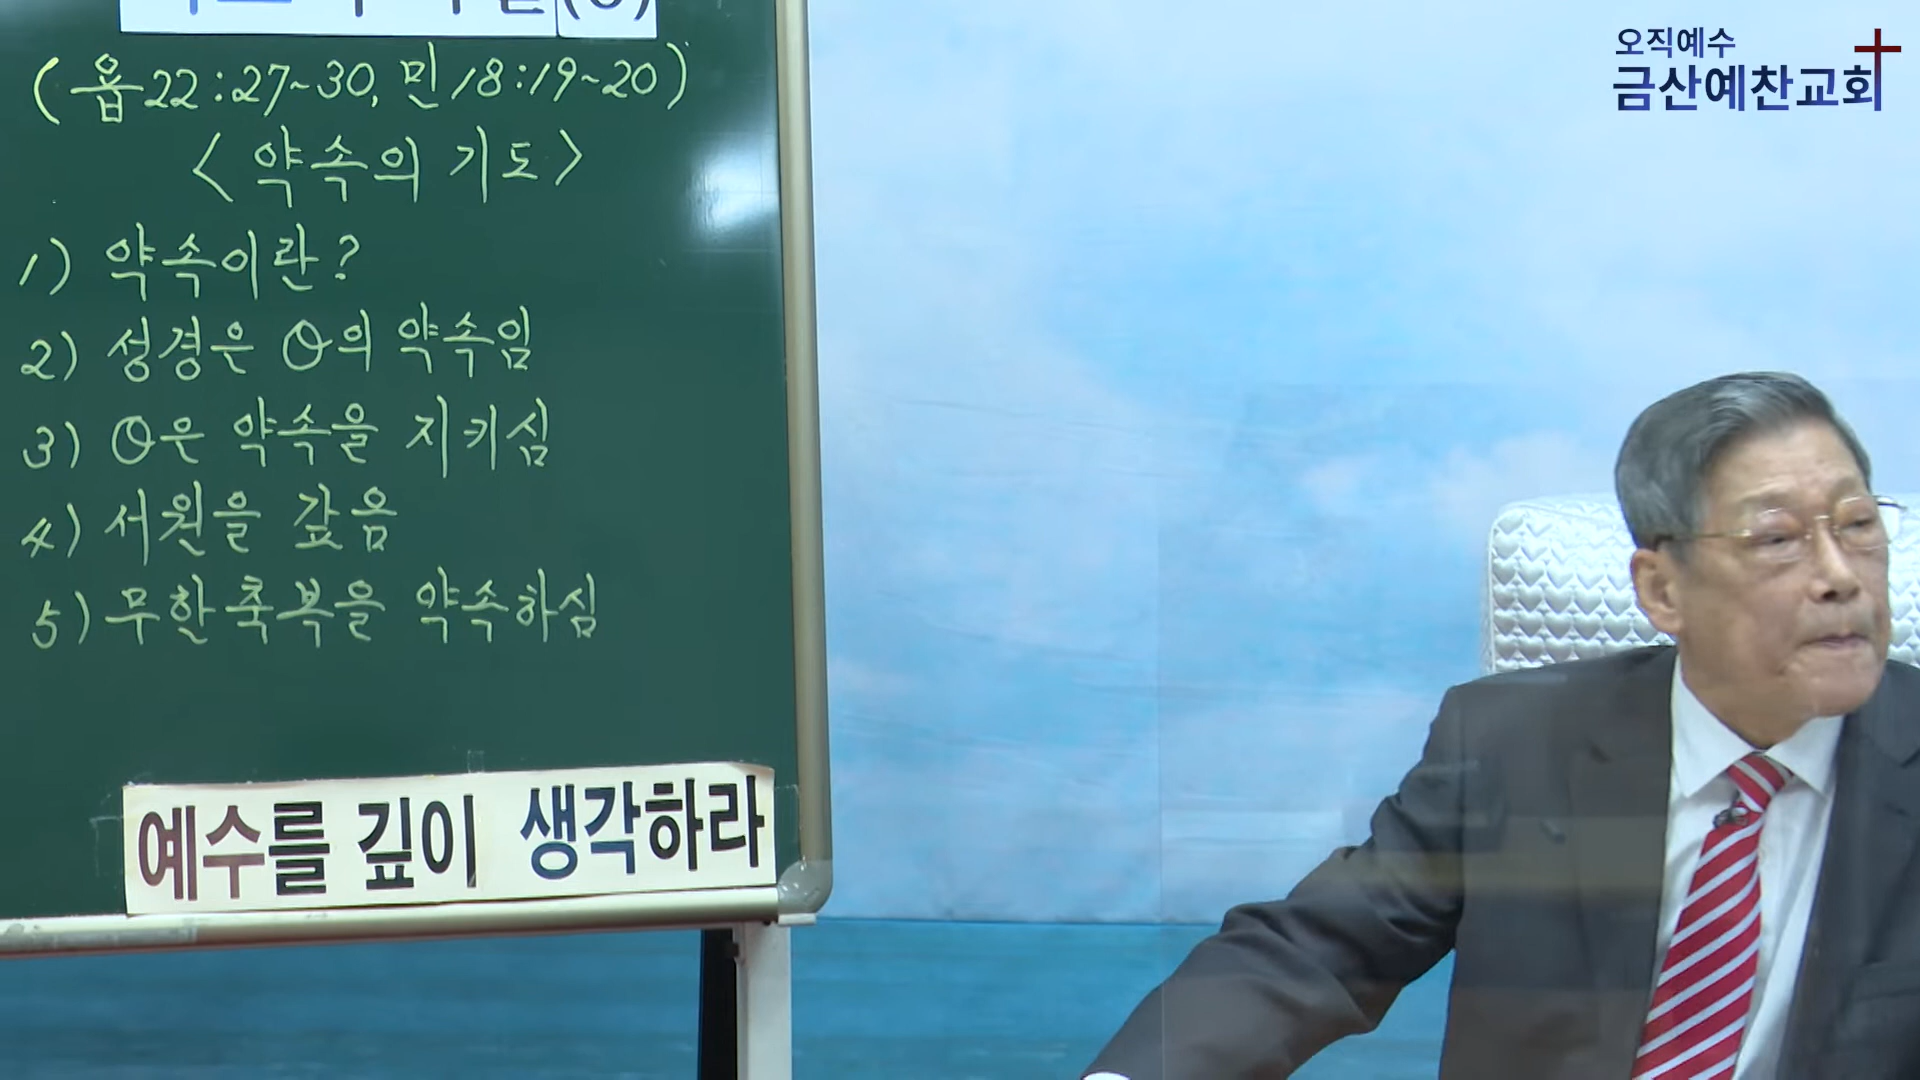 (욥22:27~30, 민18:19~20)
<약속의 기도>
1) 약속이란?
2) 성경은 O의 약속임
3) O은 약속을 지키심
4) 서원을 갚음
5) 무한축복을 약속하심
예수를 깊이 생각하라
오직예수
금산예찬교회